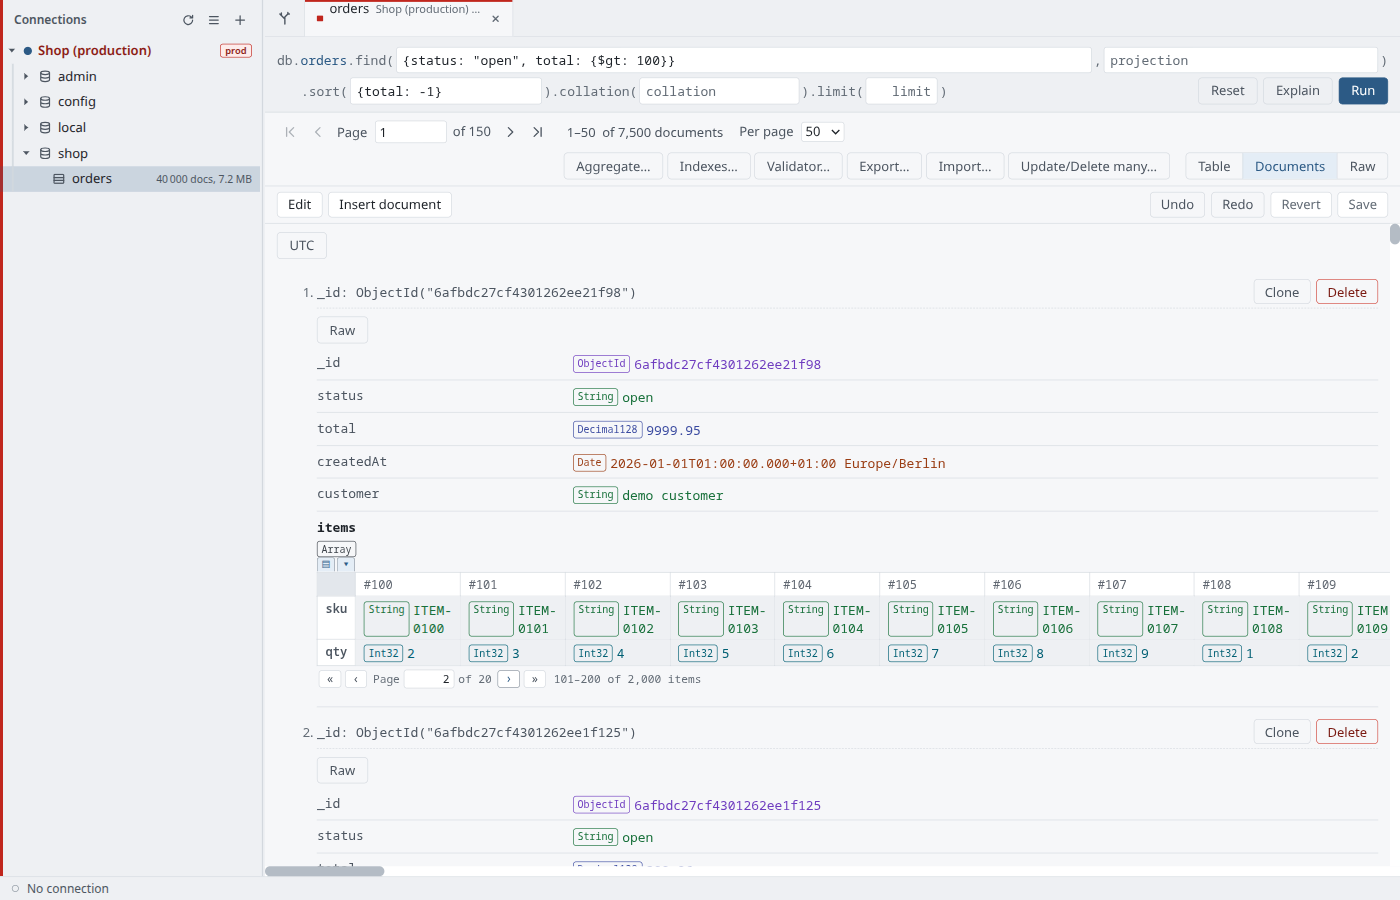 Connections
Shop (production) prod
admin
config
local
shop
orders 40 000 docs, 7.2 MB
orders Shop (production) ... ×
db.orders.find( {status: "open", total: {$gt: 100}} , projection )
.sort( {total: -1} ).collation( collation ).limit( limit )
Reset Explain Run
Page 1 of 150 1–50 of 7,500 documents Per page 50
Aggregate... Indexes... Validator... Export... Import... Update/Delete many... Table Documents Raw
Edit Insert document Undo Redo Revert Save
UTC
1. _id: ObjectId("6afbdc27cf4301262ee21f98") Clone Delete
Raw
_id ObjectId 6afbdc27cf4301262ee21f98
status String open
total Decimal128 9999.95
createdAt Date 2026-01-01T01:00:00.000+01:00 Europe/Berlin
customer String demo customer
items
Array
#100 #101 #102 #103 #104 #105 #106 #107 #108 #109
sku String ITEM-0100 String ITEM-0101 String ITEM-0102 String ITEM-0103 String ITEM-0104 String ITEM-0105 String ITEM-0106 String ITEM-0107 String ITEM-0108 String ITEM 0109
qty Int32 2 Int32 3 Int32 4 Int32 5 Int32 6 Int32 7 Int32 8 Int32 9 Int32 1 Int32 2
« ‹ Page 2 of 20 › » 101–200 of 2,000 items
2. _id: ObjectId("6afbdc27cf4301262ee1f125") Clone Delete
Raw
_id ObjectId 6afbdc27cf4301262ee1f125
status String open
No connection